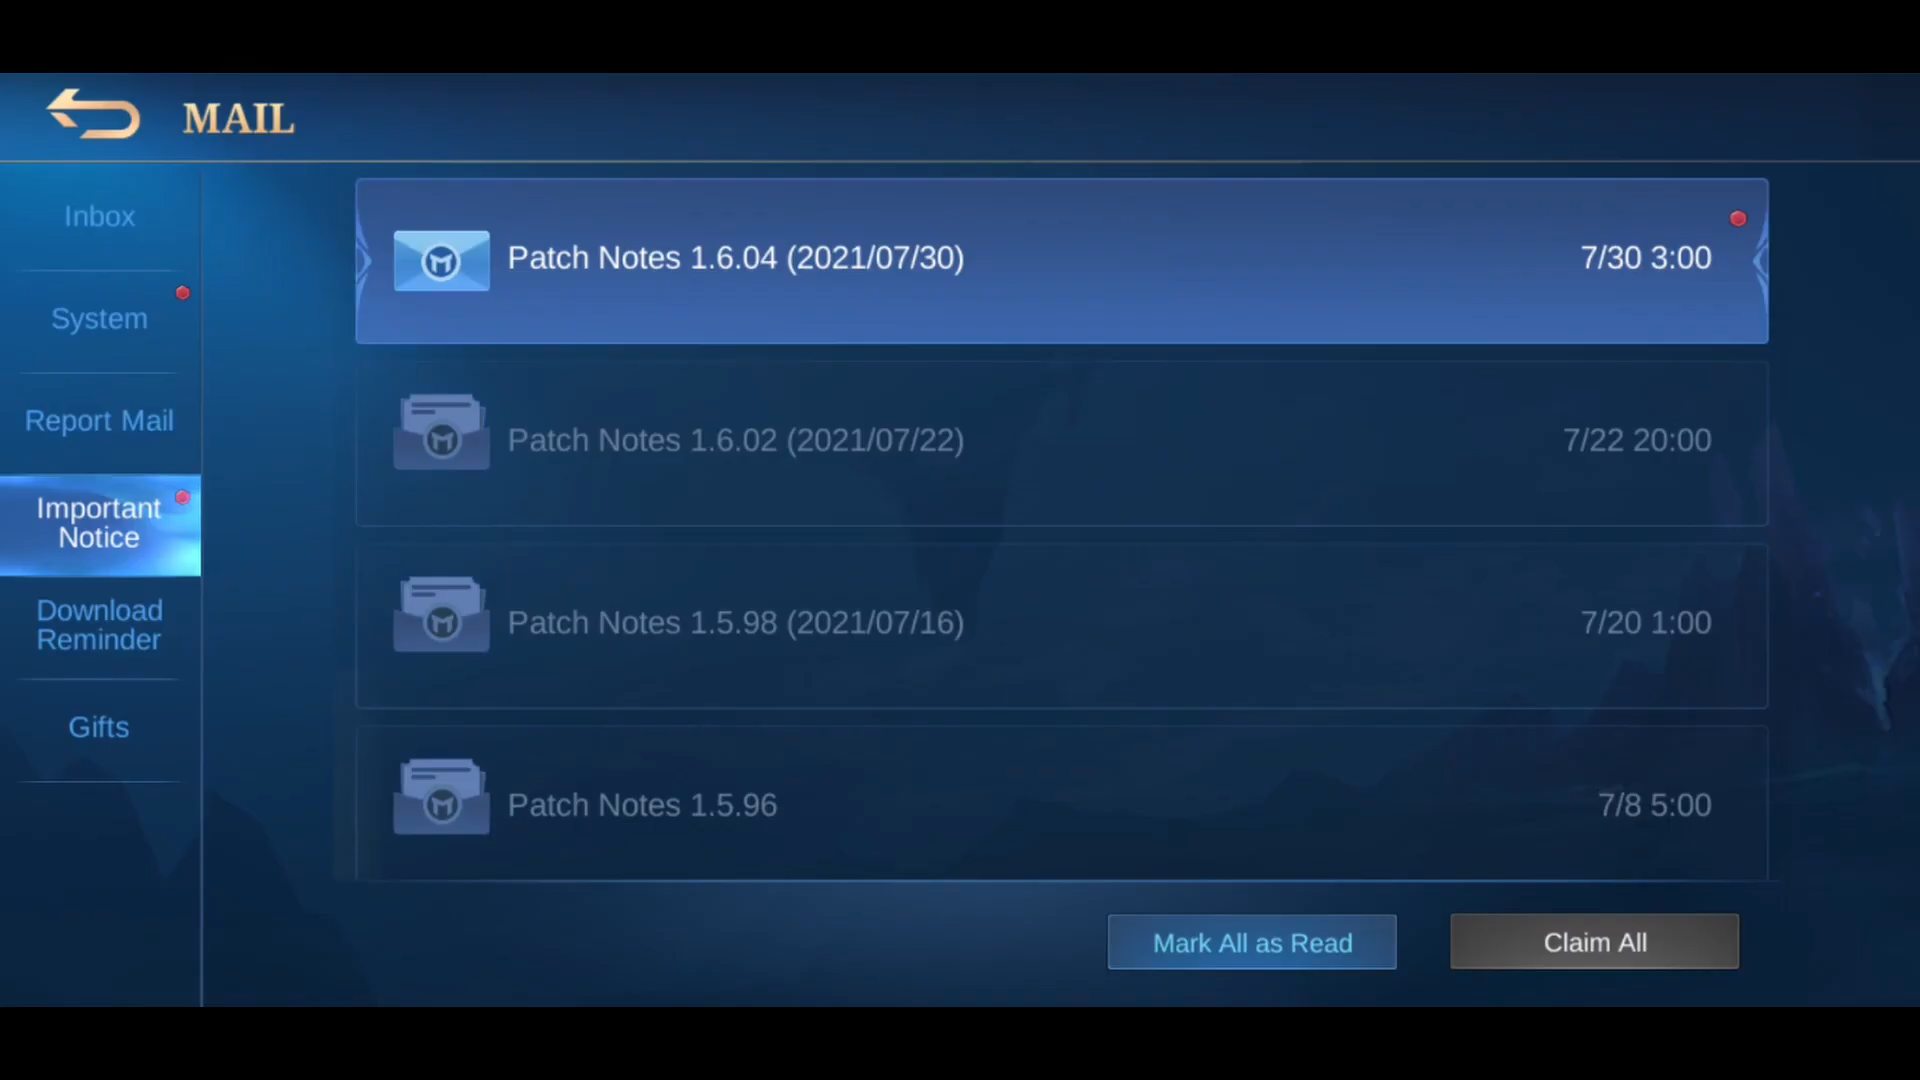 MAIL
Inbox
System
Report Mail
Important
Notice
Download
Reminder
Gifts
Patch Notes 1.6.04 (2021/07/30) 7/30 3:00
Patch Notes 1.6.02 (2021/07/22) 7/22 20:00
Patch Notes 1.5.98 (2021/07/16) 7/20 1:00
Patch Notes 1.5.96 7/8 5:00
Mark All as Read Claim All